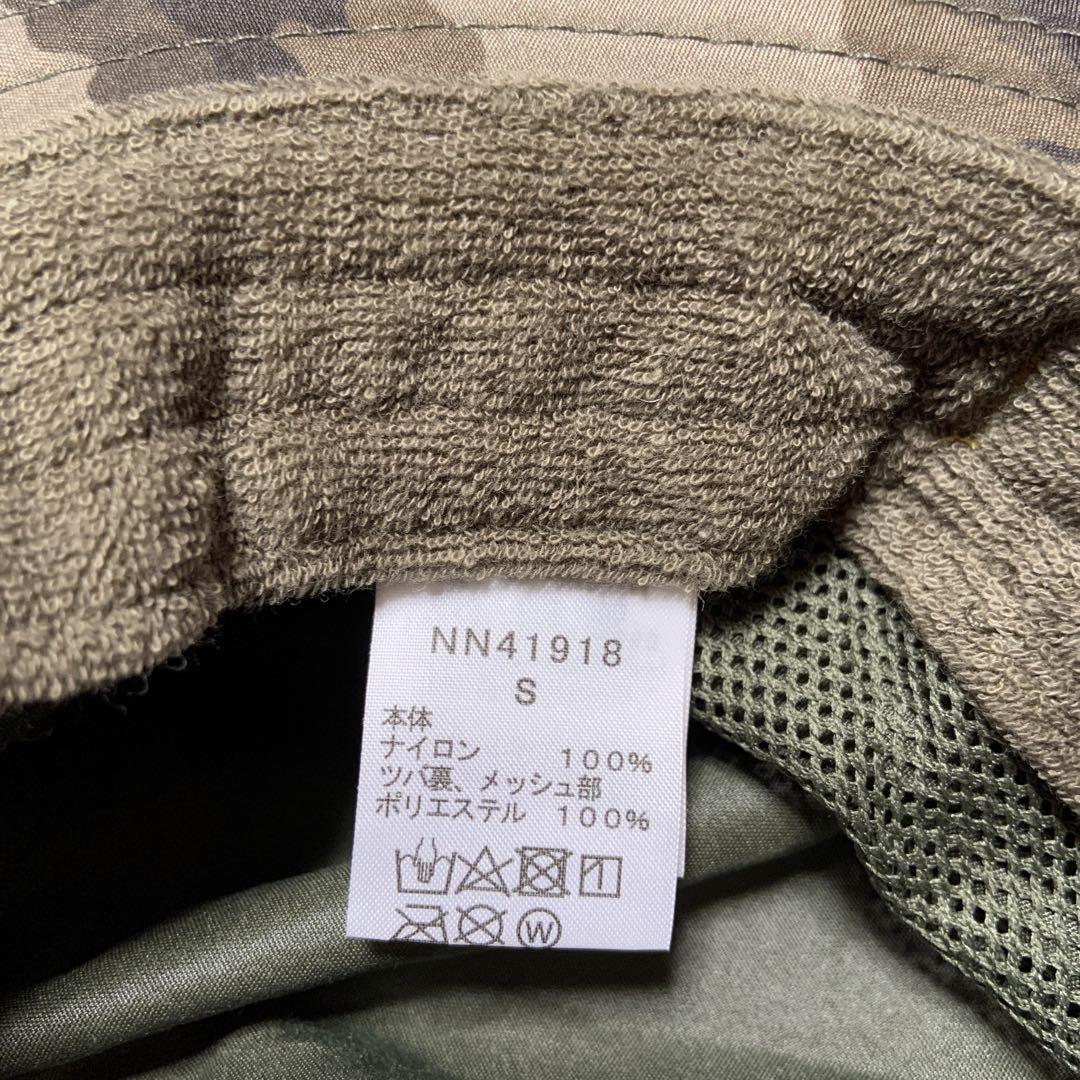 NN41918
S
本体
ナイロン 100%
ツバ裏、メッシュ部
ポリエステル 100%
W